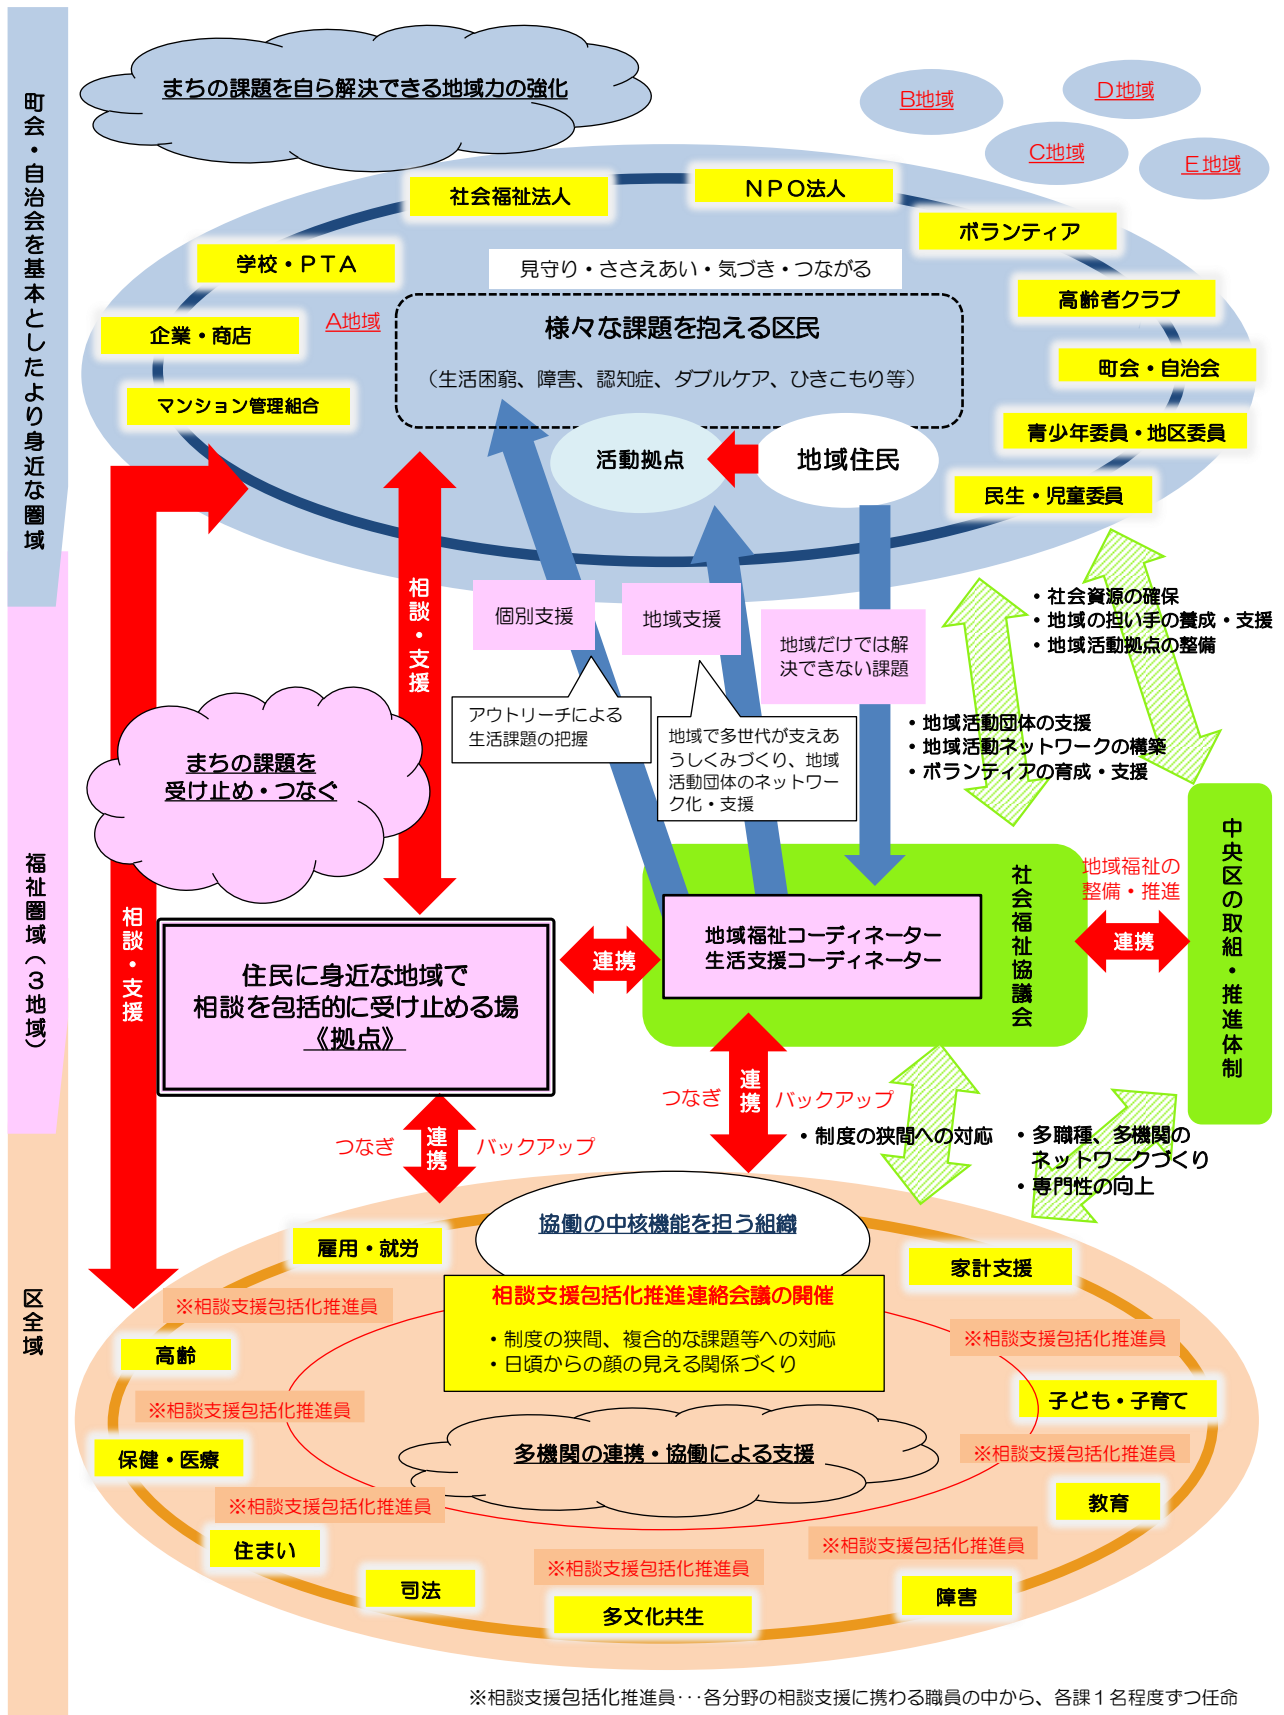 町会・自治会を基本としたより身近な圏域
まちの課題を自ら解決できる地域力の強化
B地域
D地域
C地域
E地域
社会福祉法人
NPO法人
ボランティア
学校・PTA
見守り・ささえあい・気づき・つながる
高齢者クラブ
企業・商店
A地域
様々な課題を抱える区民
(生活困窮、障害、認知症、ダブルケア、ひきこもり等)
町会・自治会
マンション管理組合
青少年委員・地区委員
活動拠点
地域住民
民生・児童委員
相談・支援
個別支援
地域支援
地域だけでは解
決できない課題
・社会資源の確保
・地域の担い手の養成・支援
・地域活動拠点の整備
アウトリーチによる
生活課題の把握
地域で多世代が支えあ
うしくみづくり、地域
活動団体のネットワー
ク化・支援
・地域活動団体の支援
・地域活動ネットワークの構築
・ボランティアの育成・支援
まちの課題を
受け止め・つなぐ
福祉圏域(3地域)
相談・支援
住民に身近な地域で
相談を包括的に受け止める場
《拠点》
連携
地域福祉コーディネーター
生活支援コーディネーター
社会福祉協議会
地域福祉の
整備・推進
連携
中央区の取組・推進体制
つなぎ
連携
バックアップ
つなぎ
連携
バックアップ
・制度の狭間への対応
・多職種、多機関の
ネットワークづくり
・専門性の向上
区全域
協働の中核機能を担う組織
相談支援包括化推進連絡会議の開催
・制度の狭間、複合的な課題等への対応
・日頃からの顔の見える関係づくり
雇用・就労
家計支援
※相談支援包括化推進員
※相談支援包括化推進員
高齢
※相談支援包括化推進員
子ども・子育て
多機関の連携・協働による支援
保健・医療
※相談支援包括化推進員
※相談支援包括化推進員
教育
住まい
※相談支援包括化推進員
※相談支援包括化推進員
司法
障害
多文化共生
※相談支援包括化推進員･･･各分野の相談支援に携わる職員の中から、各課1名程度ずつ任命